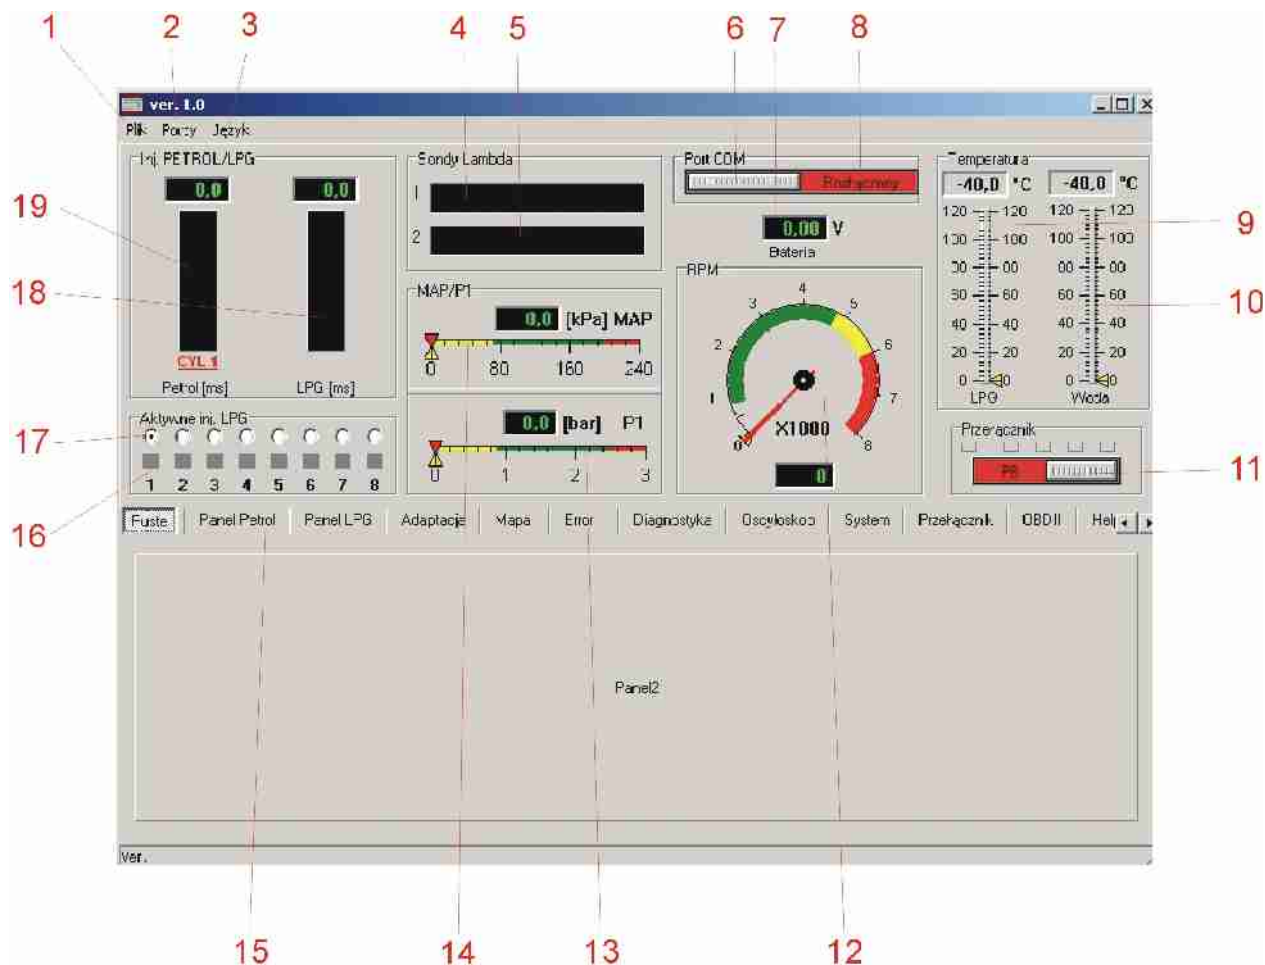 1 2 3 4 5 6 7 8
ver. 1.0
Plik Porty Język
Inj. PETROL/LPG
0,0 0,0
CYL 1
Petrol [ms] LPG [ms]
Aktywne inj. LPG
1 2 3 4 5 6 7 8
Sondy Lambda
1
2
MAP/P1
0,0 [kPa] MAP
0 80 160 240
0,0 [bar] P1
0 1 2 3
Port COM
Rozłączony
0,00 V
Bateria
RPM
0 1 2 3 4 5 6 7 8
X1000
0
Temperatura
-40,0 °C -40,0 °C
120 120 120 120
100 100 100 100
80 80 80 80
60 60 60 60
40 40 40 40
20 20 20 20
0 0 0 0
LPG Woda
Przełącznik
PB
19
18
17
16
9
10
11
Puste Panel Petrol Panel LPG Adaptacja Mapa Error Diagnostyka Oscyloskop System Przełącznik OBD II Hel
Panel2
Ver.
15 14 13 12